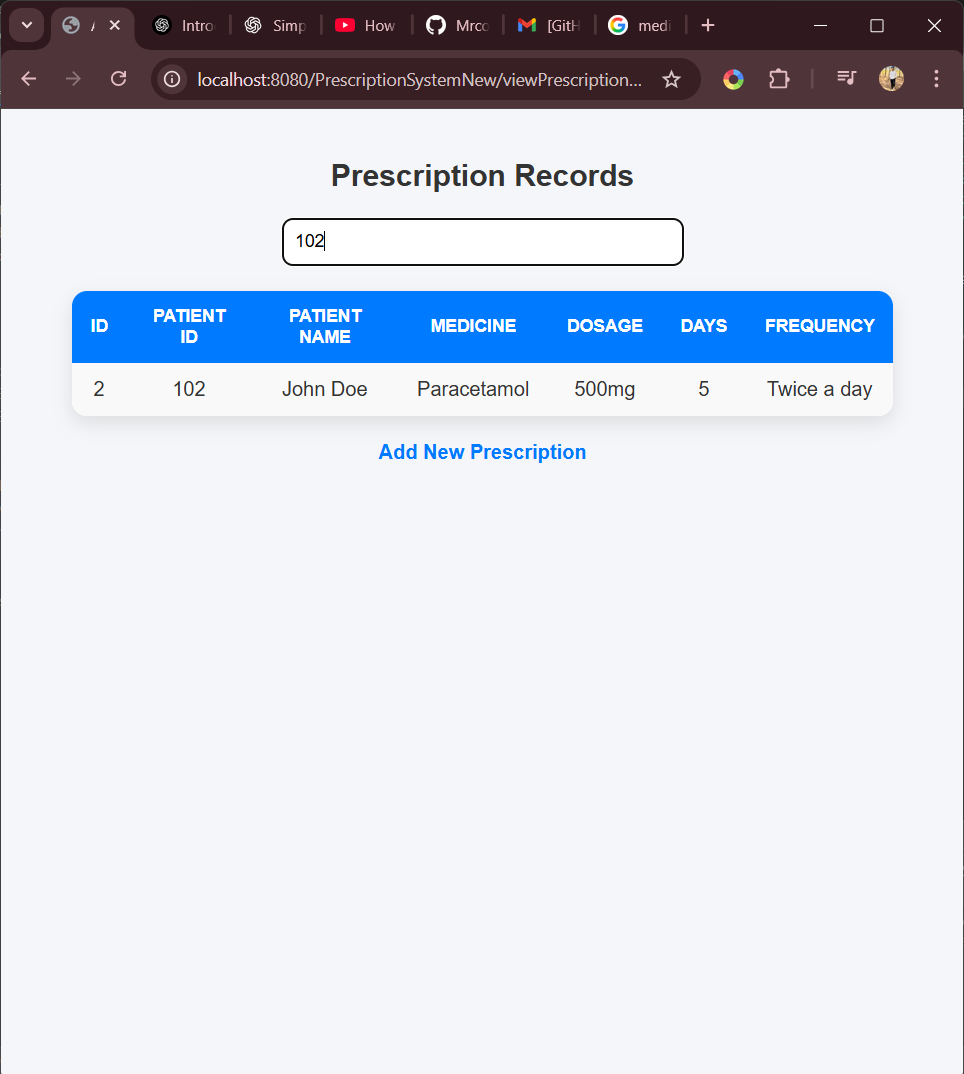 Intro
Simp
How
Mrco
[GitH
medi
localhost:8080/PrescriptionSystemNew/viewPrescription...
Prescription Records
102
ID PATIENT ID PATIENT NAME MEDICINE DOSAGE DAYS FREQUENCY
2 102 John Doe Paracetamol 500mg 5 Twice a day
Add New Prescription